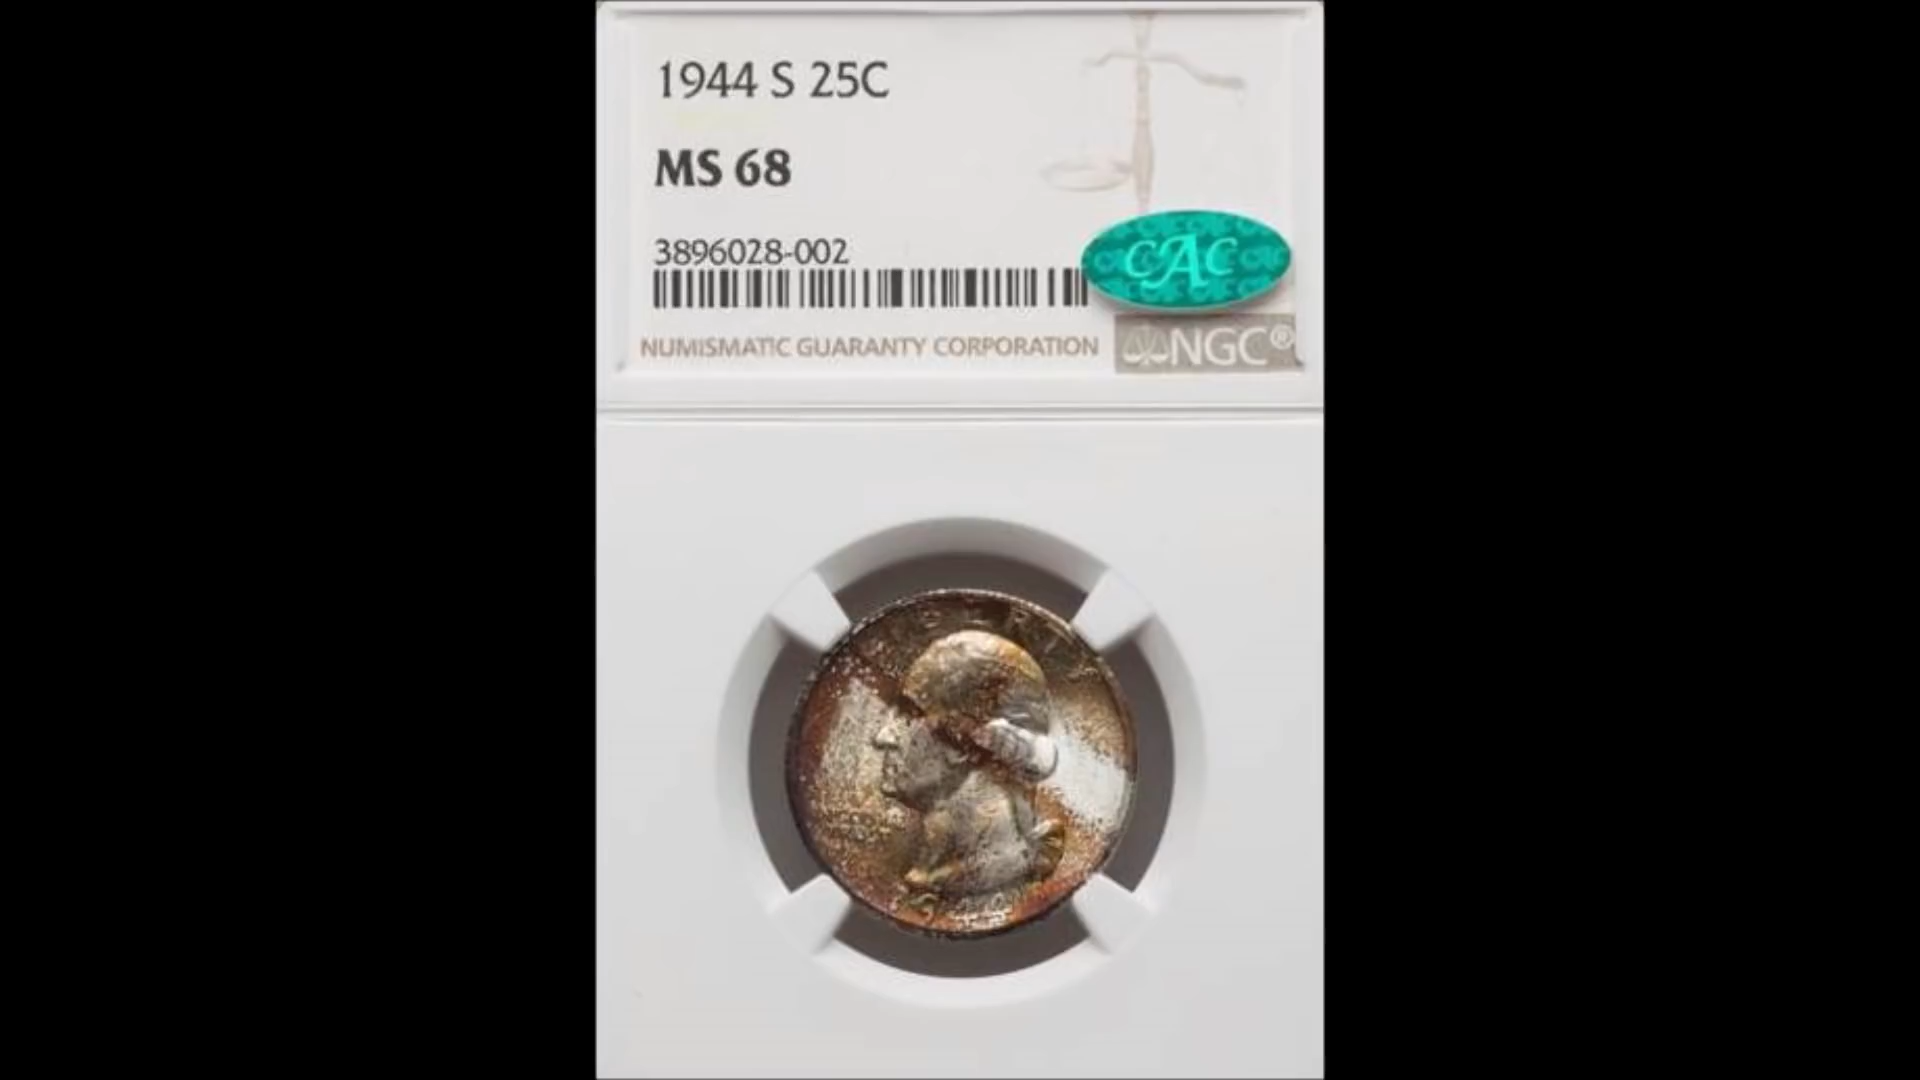 1944 S 25C
MS 68
3896028-002
CAC
NUMISMATIC GUARANTY CORPORATION
NGC®